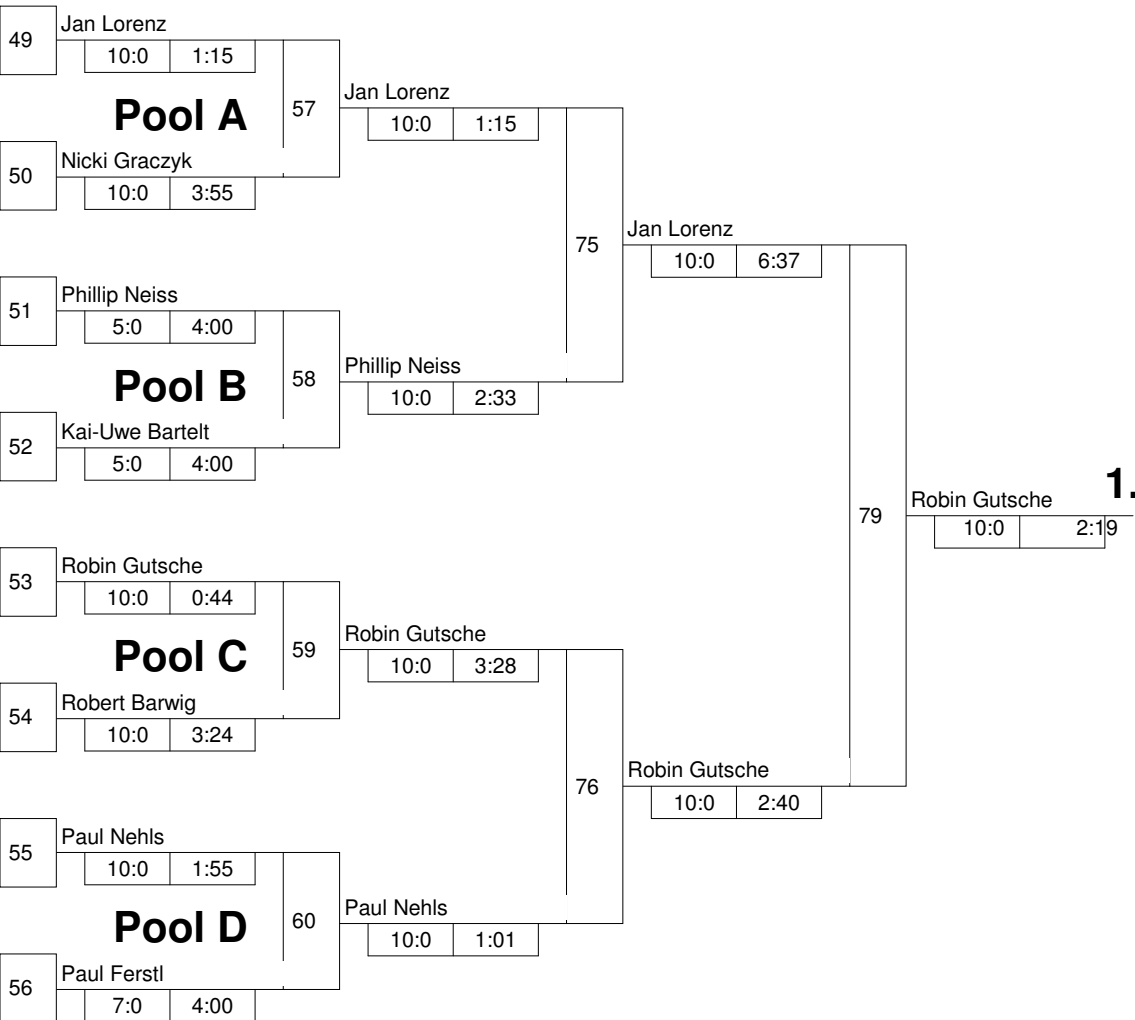 49
Jan Lorenz
10:0 1:15
Pool A
57
Jan Lorenz
10:0 1:15
50
Nicki Graczyk
10:0 3:55
75
Jan Lorenz
10:0 6:37
51
Phillip Neiss
5:0 4:00
Pool B
58
Phillip Neiss
10:0 2:33
52
Kai-Uwe Bartelt
5:0 4:00
79
Robin Gutsche
1.
10:0 2:19
53
Robin Gutsche
10:0 0:44
Pool C
59
Robin Gutsche
10:0 3:28
54
Robert Barwig
10:0 3:24
76
Robin Gutsche
10:0 2:40
55
Paul Nehls
10:0 1:55
Pool D
60
Paul Nehls
10:0 1:01
56
Paul Ferstl
7:0 4:00